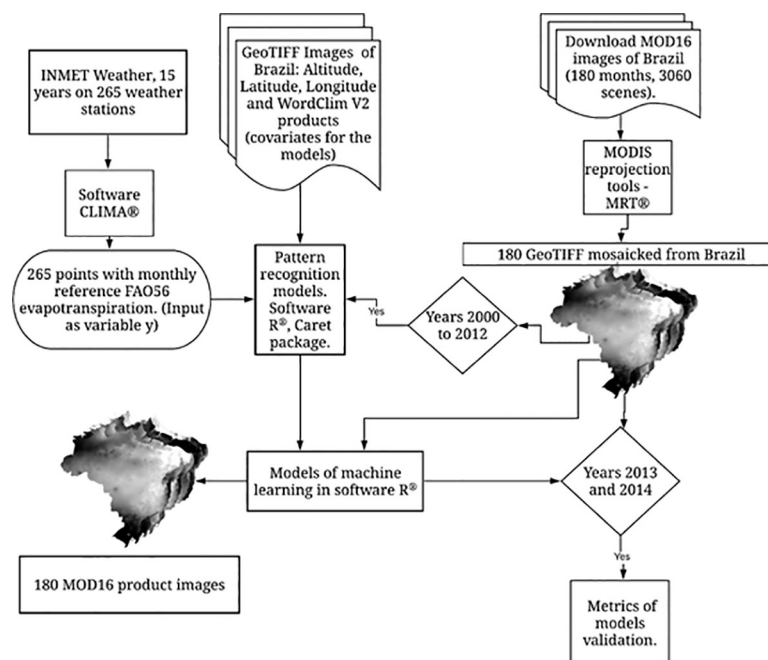 INMET Weather, 15
years on 265 weather
stations
GeoTIFF Images of
Brazil: Altitude,
Latitude, Longitude
and WordClim V2
products
(covariates for the
models)
Download MOD16
images of Brazil
(180 months, 3060
scenes).
Software
CLIMA®
MODIS
reprojection
tools -
MRT®
265 points with monthly
reference FAO56
evapotranspiration. (Input
as variable y)
Pattern
recognition
models.
Software
R®, Caret
package.
Yes
Years 2000
to 2012
180 GeoTIFF mosaicked from Brazil
Models of machine
learning in software R®
Years 2013
and 2014
180 MOD16 product images
Yes
Metrics of
models
validation.